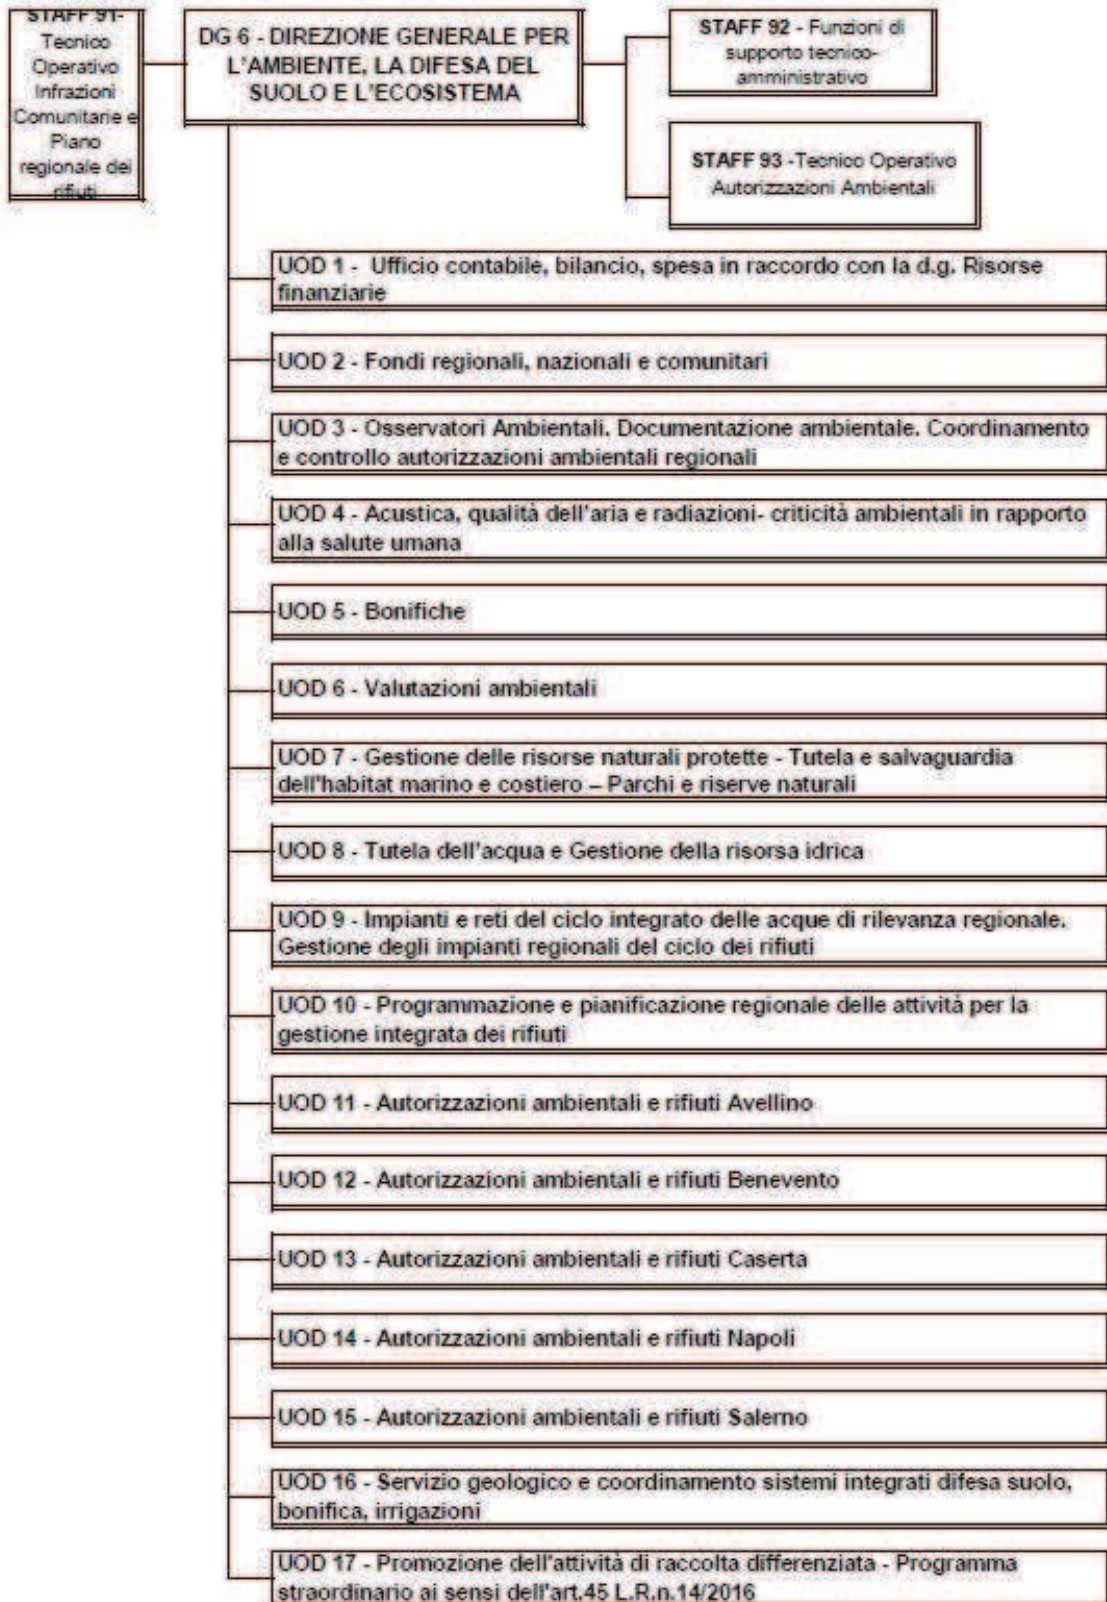 STAFF 91-
Tecnico
Operativo
Infrazioni
Comunitarie e
Piano
regionale dei
rifiuti
DG 6 - DIREZIONE GENERALE PER
L'AMBIENTE, LA DIFESA DEL
SUOLO E L'ECOSISTEMA
STAFF 92 - Funzioni di
supporto tecnico-
amministrativo
STAFF 93 -Tecnico Operativo
Autorizzazioni Ambientali
UOD 1 - Ufficio contabile, bilancio, spesa in raccordo con la d.g. Risorse
finanziarie
UOD 2 - Fondi regionali, nazionali e comunitari
UOD 3 - Osservatori Ambientali. Documentazione ambientale. Coordinamento
e controllo autorizzazioni ambientali regionali
UOD 4 - Acustica, qualità dell'aria e radiazioni- criticità ambientali in rapporto
alla salute umana
UOD 5 - Bonifiche
UOD 6 - Valutazioni ambientali
UOD 7 - Gestione delle risorse naturali protette - Tutela e salvaguardia
dell'habitat marino e costiero – Parchi e riserve naturali
UOD 8 - Tutela dell'acqua e Gestione della risorsa idrica
UOD 9 - Impianti e reti del ciclo integrato delle acque di rilevanza regionale.
Gestione degli impianti regionali del ciclo dei rifiuti
UOD 10 - Programmazione e pianificazione regionale delle attività per la
gestione integrata dei rifiuti
UOD 11 - Autorizzazioni ambientali e rifiuti Avellino
UOD 12 - Autorizzazioni ambientali e rifiuti Benevento
UOD 13 - Autorizzazioni ambientali e rifiuti Caserta
UOD 14 - Autorizzazioni ambientali e rifiuti Napoli
UOD 15 - Autorizzazioni ambientali e rifiuti Salerno
UOD 16 - Servizio geologico e coordinamento sistemi integrati difesa suolo,
bonifica, irrigazioni
UOD 17 - Promozione dell'attività di raccolta differenziata - Programma
straordinario ai sensi dell'art.45 L.R.n.14/2016